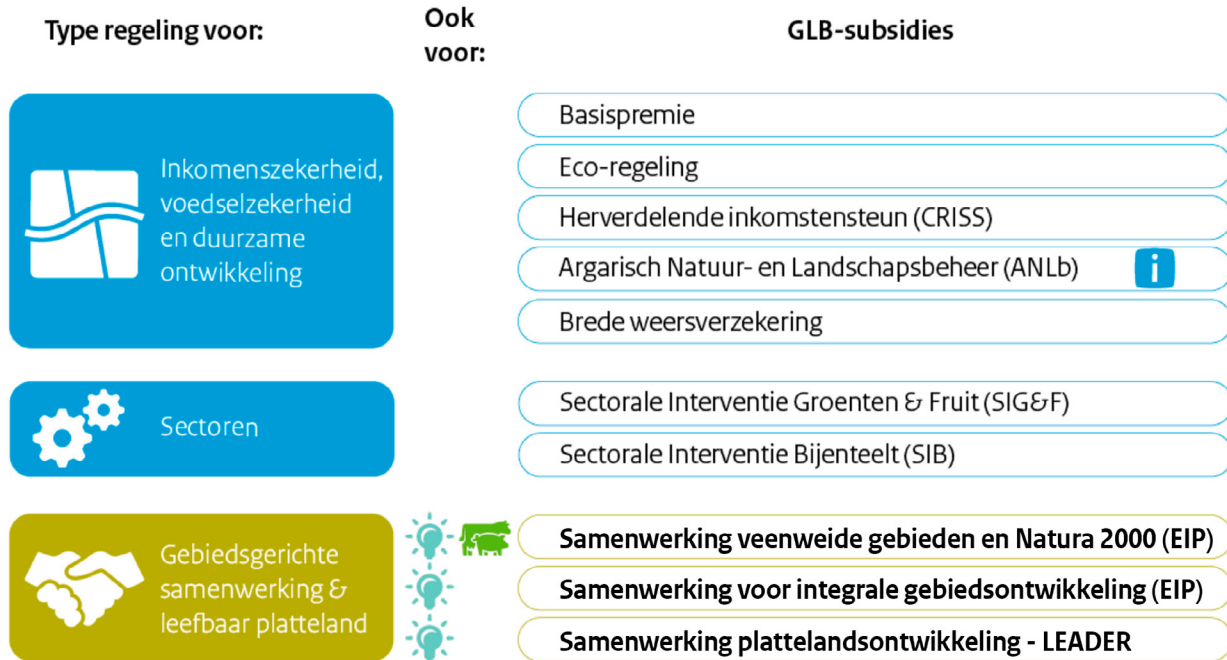 Type regeling voor:
Ook
voor:
GLB-subsidies
Inkomenszekerheid,
voedselzekerheid
en duurzame
ontwikkeling
Basispremie
Eco-regeling
Herverdelende inkomstensteun (CRISS)
Argarisch Natuur- en Landschapsbeheer (ANLb)
i
Brede weersverzekering
Sectoren
Sectorale Interventie Groenten & Fruit (SIG&F)
Sectorale Interventie Bijenteelt (SIB)
Gebiedsgerichte
samenwerking &
leefbaar platteland
Samenwerking veenweide gebieden en Natura 2000 (EIP)
Samenwerking voor integrale gebiedsontwikkeling (EIP)
Samenwerking plattelandsontwikkeling - LEADER